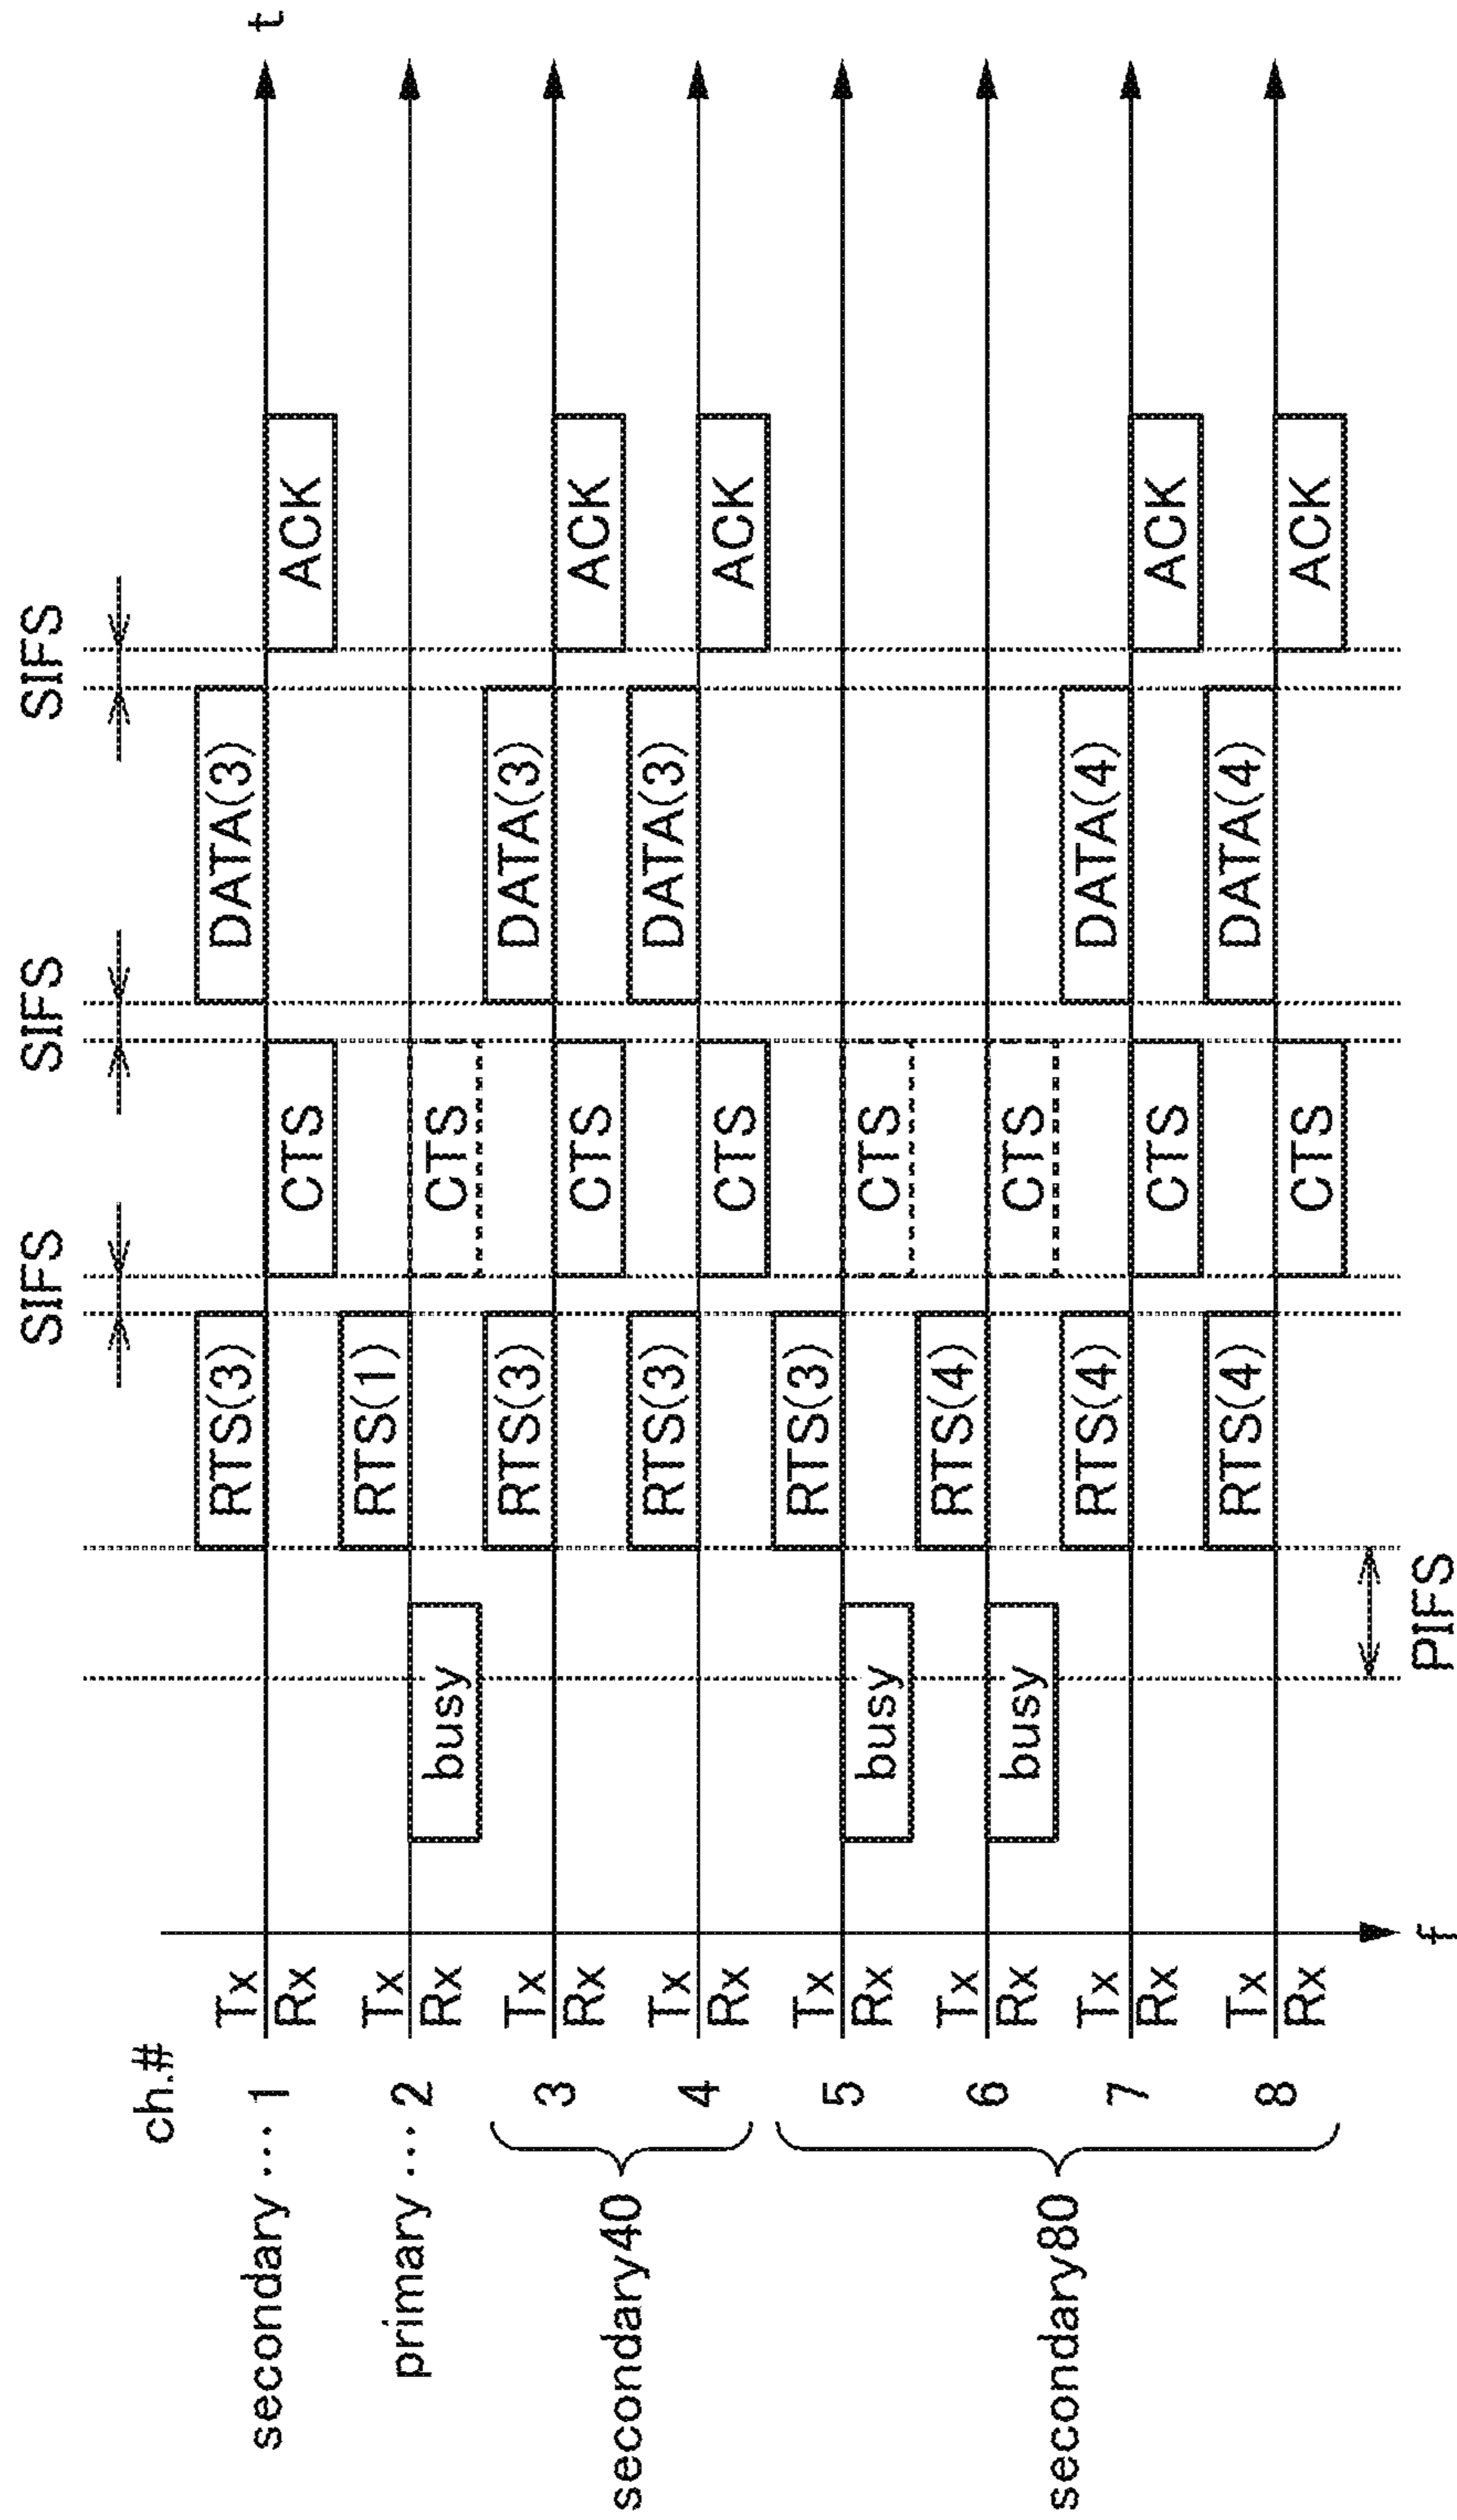 SIFS SIFS SIFS
ch.# t
secondary ··· 1 Tx RTS(3) DATA(3)
Rx CTS ACK
primary ··· 2 Tx RTS(1)
Rx busy CTS
secondary40
3 Tx RTS(3) DATA(3)
Rx CTS ACK
4 Tx RTS(3) DATA(3)
Rx CTS ACK
secondary80
5 Tx RTS(3)
Rx busy CTS
6 Tx RTS(4)
Rx busy CTS
7 Tx RTS(4) DATA(4)
Rx CTS ACK
8 Tx RTS(4) DATA(4)
Rx CTS ACK
f PIFS